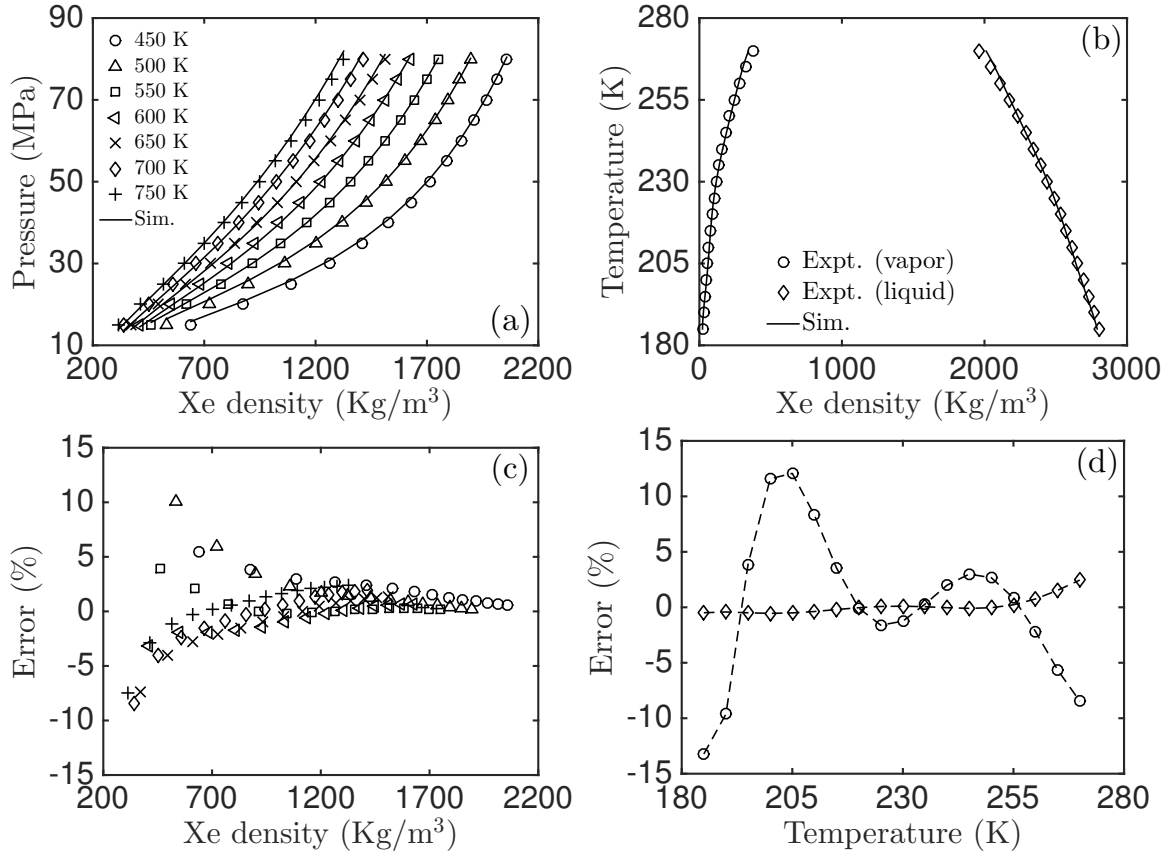 (a)
90
70
50
30
10
Pressure (MPa)
450 K
500 K
550 K
600 K
650 K
700 K
750 K
Sim.
200 700 1200 1700 2200
Xe density (Kg/m³)
(b)
280
255
230
205
180
Temperature (K)
Expt. (vapor)
Expt. (liquid)
Sim.
0 1000 2000 3000
Xe density (Kg/m³)
(c)
15
10
5
0
-5
-10
-15
Error (%)
200 700 1200 1700 2200
Xe density (Kg/m³)
(d)
15
10
5
0
-5
-10
-15
Error (%)
180 205 230 255 280
Temperature (K)